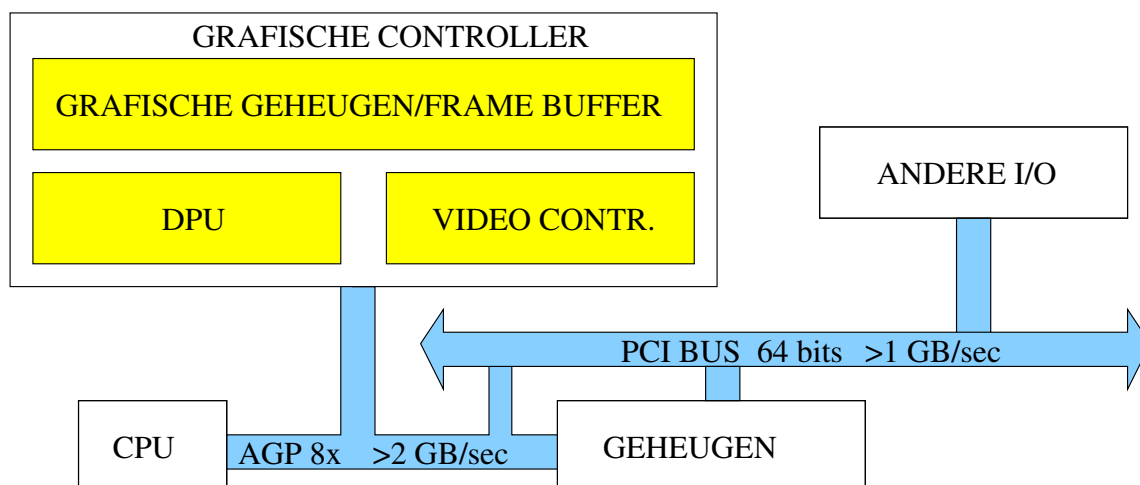 GRAFISCHE CONTROLLER
GRAFISCHE GEHEUGEN/FRAME BUFFER
DPU
VIDEO CONTR.
ANDERE I/O
PCI BUS 64 bits >1 GB/sec
CPU
AGP 8x >2 GB/sec
GEHEUGEN